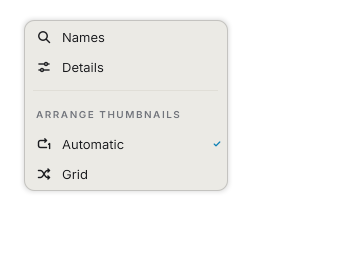 Names
Details
ARRANGE THUMBNAILS
Automatic
Grid